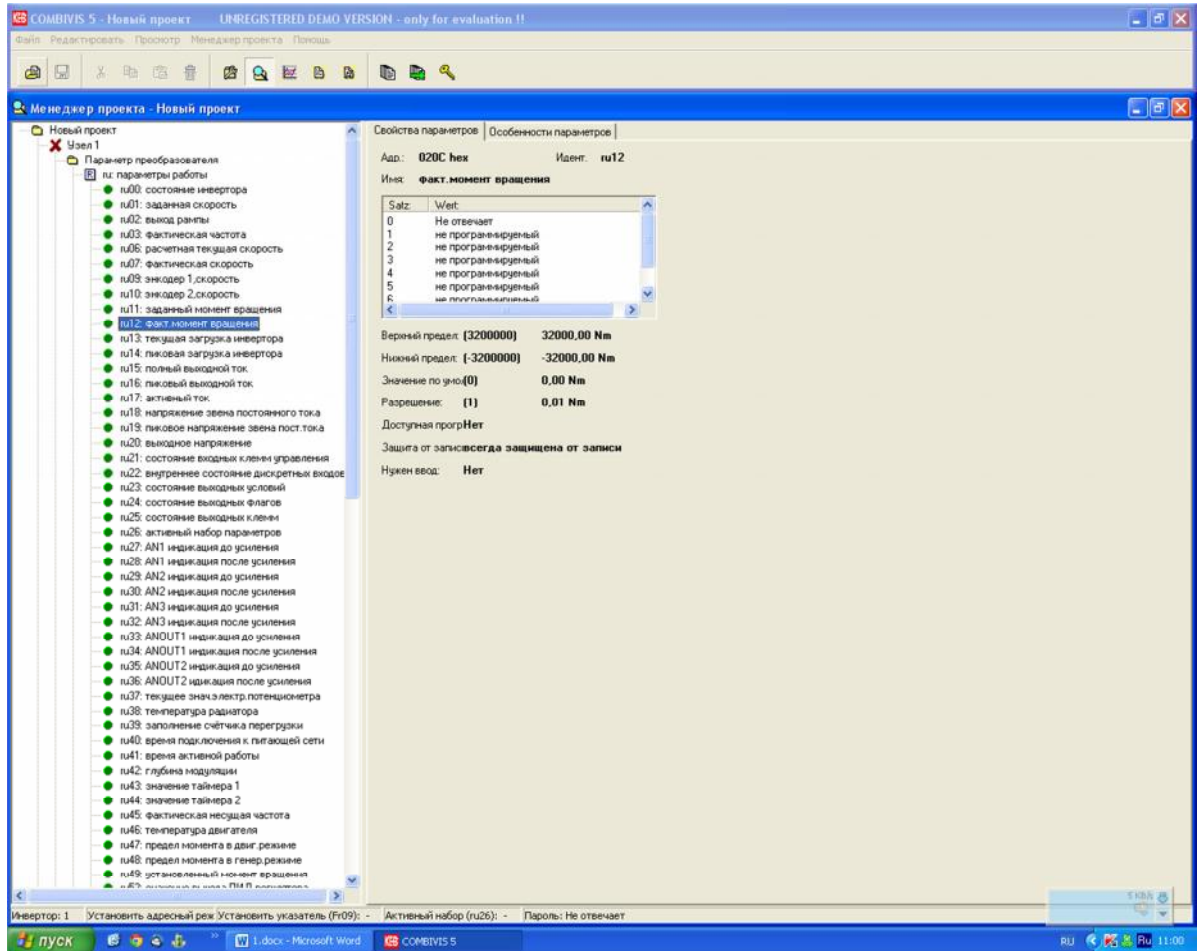 COMBIVIS 5 - Новый проект UNREGISTERED DEMO VERSION - only for evaluation !!
Файл Редактировать Просмотр Менеджер проекта Помощь
Менеджер проекта - Новый проект
Новый проект
Узел 1
Параметр преобразователя
ru: параметры работы
ru00: состояние инвертора
ru01: заданная скорость
ru02: выход рампы
ru03: фактическая частота
ru06: расчетная текущая скорость
ru07: фактическая скорость
ru09: энкодер 1,скорость
ru10: энкодер 2,скорость
ru11: заданный момент вращения
ru12: факт.момент вращения
ru13: текущая загрузка инвертора
ru14: пиковая загрузка инвертора
ru15: полный выходной ток
ru16: пиковый выходной ток
ru17: активный ток
ru18: напряжение звена постоянного тока
ru19: пиковое напряжение звена пост.тока
ru20: выходное напряжение
ru21: состояние входных клемм управления
ru22: внутреннее состояние дискретных входов
ru23: состояние выходных условий
ru24: состояние выходных флагов
ru25: состояние выходных клемм
ru26: активный набор параметров
ru27: AN1 индикация до усиления
ru28: AN1 индикация после усиления
ru29: AN2 индикация до усиления
ru30: AN2 индикация после усиления
ru31: AN3 индикация до усиления
ru32: AN3 индикация после усиления
ru33: ANOUT1 индикация до усиления
ru34: ANOUT1 индикация после усиления
ru35: ANOUT2 индикация до усиления
ru36: ANOUT2 идикация после усиления
ru37: текущее знач.электр.потенциометра
ru38: температура радиатора
ru39: заполнение счётчика перегрузки
ru40: время подключения к питающей сети
ru41: время активной работы
ru42: глубина модуляции
ru43: значение таймера 1
ru44: значение таймера 2
ru45: фактическая несущая частота
ru46: температура двигателя
ru47: предел момента в двиг.режиме
ru48: предел момента в генер.режиме
ru49: установленный момент вращения
Свойства параметров Особенности параметров
Адр.: 020C hex Идент. ru12
Имя: факт.момент вращения
Satz: Wert:
0 Не отвечает
1 не программируемый
2 не программируемый
3 не программируемый
4 не программируемый
5 не программируемый
6 не программируемый
Верхний предел: (3200000) 32000,00 Nm
Нижний предел: (-3200000) -32000,00 Nm
Значение по умо.(0) 0,00 Nm
Разрешение: (1) 0,01 Nm
Доступная прогрНет
Защита от записвсегда защищена от записи
Нужен ввод: Нет
Инвертор: 1 Установить адресный реж Установить указатель (Fr09): - Активный набор (ru26): - Пароль: Не отвечает
пуск 1.docx - Microsoft Word COMBIVIS 5 RU Ru 11:08